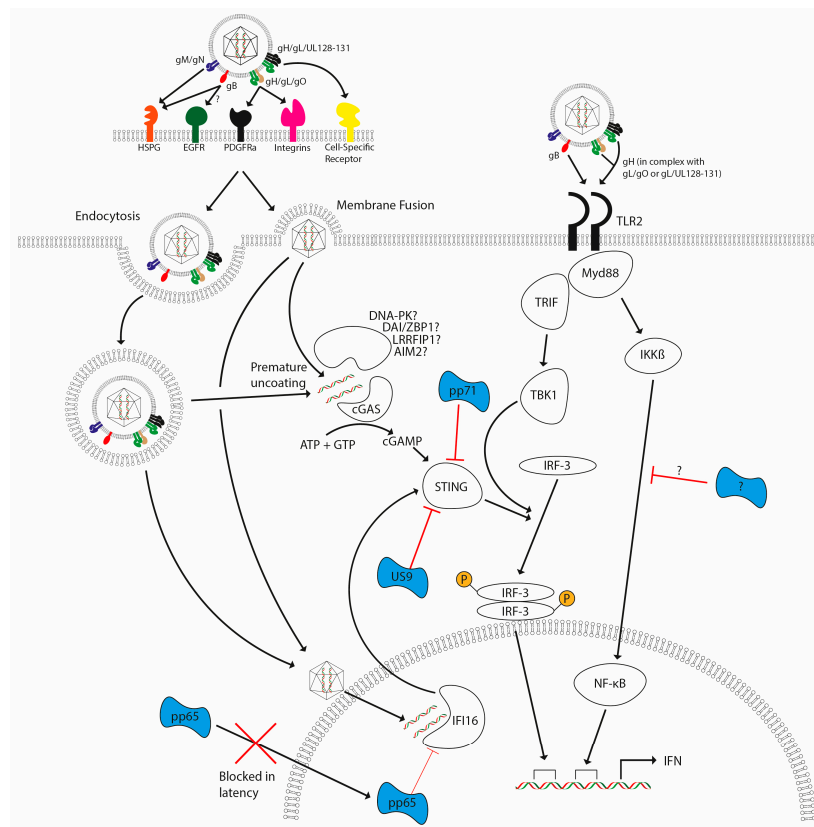 gH/gL/UL128-131
gM/gN
gB
?
gH/gL/gO
HSPG
EGFR
PDGFRa
Integrins
Cell-Specific
Receptor
Endocytosis
Membrane Fusion
gB
gH (in complex with
gL/gO or gL/UL128-131)
TLR2
Myd88
TRIF
IKKß
TBK1
DNA-PK?
DAI/ZBP1?
LRRFIP1?
AIM2?
Premature
uncoating
cGAS
ATP + GTP
cGAMP
pp71
STING
IRF-3
?
?
US9
P
IRF-3
IRF-3
P
NF-κB
IFI16
pp65
Blocked in
latency
pp65
IFN